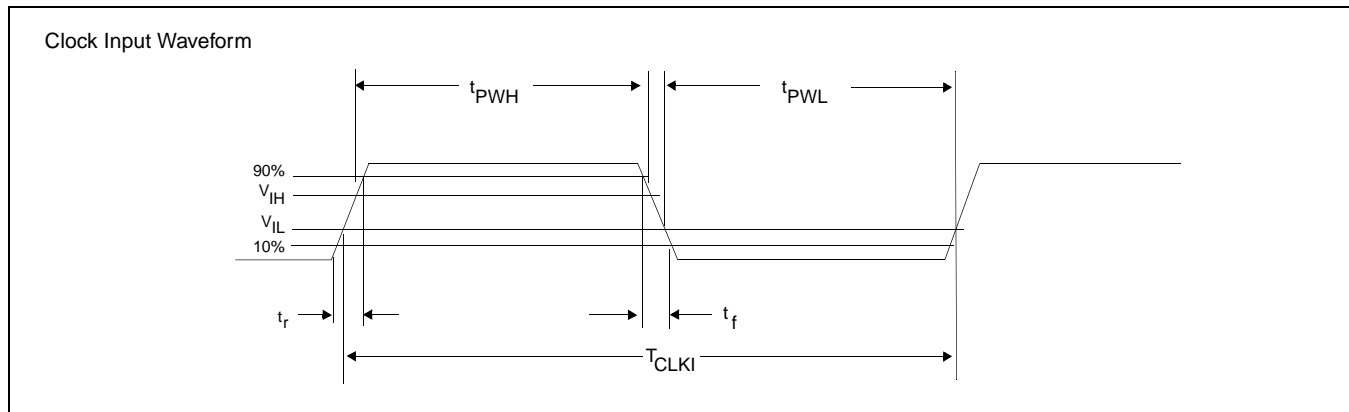 Clock Input Waveform
tPWH
tPWL
90%
VIH
VIL
10%
tr
tf
TCLKI